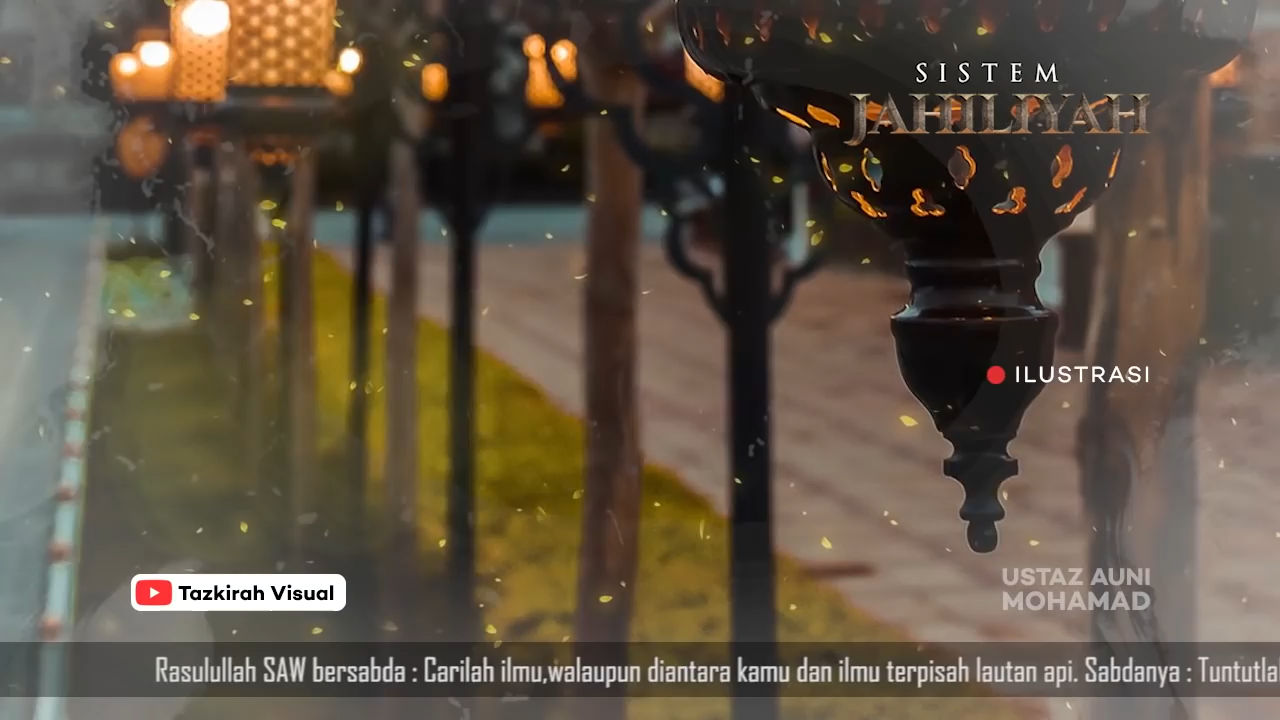 SISTEM
JAHILIYAH
ILUSTRASI
Tazkirah Visual
USTAZ AUNI
MOHAMAD
Rasulullah SAW bersabda : Carilah ilmu,walaupun diantara kamu dan ilmu terpisah lautan api. Sabdanya :